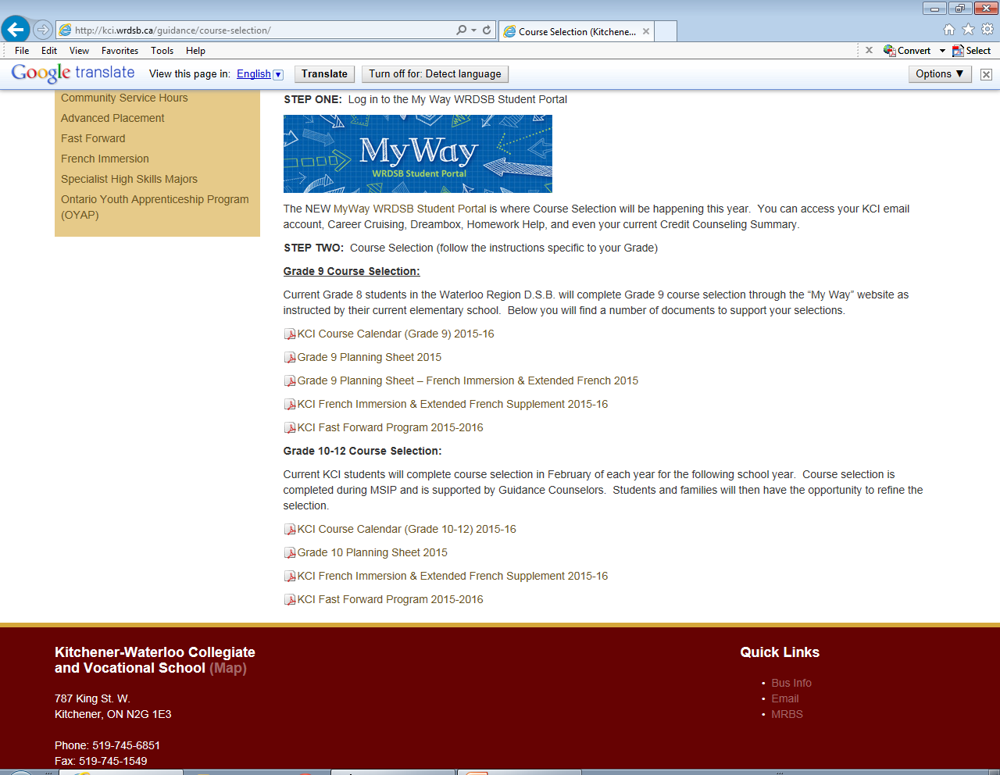 http://kci.wrdsb.ca/guidance/course-selection/
Course Selection (Kitchene...
File Edit View Favorites Tools Help
Convert Select
Google translate View this page in: English Translate Turn off for: Detect language Options ▼
Community Service Hours
Advanced Placement
Fast Forward
French Immersion
Specialist High Skills Majors
Ontario Youth Apprenticeship Program
(OYAP)
STEP ONE: Log in to the My Way WRDSB Student Portal
MyWay
WRDSB Student Portal
The NEW MyWay WRDSB Student Portal is where Course Selection will be happening this year. You can access your KCI email
account, Career Cruising, Dreambox, Homework Help, and even your current Credit Counseling Summary.
STEP TWO: Course Selection (follow the instructions specific to your Grade)
Grade 9 Course Selection:
Current Grade 8 students in the Waterloo Region D.S.B. will complete Grade 9 course selection through the “My Way” website as
instructed by their current elementary school. Below you will find a number of documents to support your selections.
KCI Course Calendar (Grade 9) 2015-16
Grade 9 Planning Sheet 2015
Grade 9 Planning Sheet – French Immersion & Extended French 2015
KCI French Immersion & Extended French Supplement 2015-16
KCI Fast Forward Program 2015-2016
Grade 10-12 Course Selection:
Current KCI students will complete course selection in February of each year for the following school year. Course selection is
completed during MSIP and is supported by Guidance Counselors. Students and families will then have the opportunity to refine the
selection.
KCI Course Calendar (Grade 10-12) 2015-16
Grade 10 Planning Sheet 2015
KCI French Immersion & Extended French Supplement 2015-16
KCI Fast Forward Program 2015-2016
Kitchener-Waterloo Collegiate
and Vocational School (Map)
787 King St. W.
Kitchener, ON N2G 1E3
Phone: 519-745-6851
Fax: 519-745-1549
Quick Links
• Bus Info
• Email
• MRBS